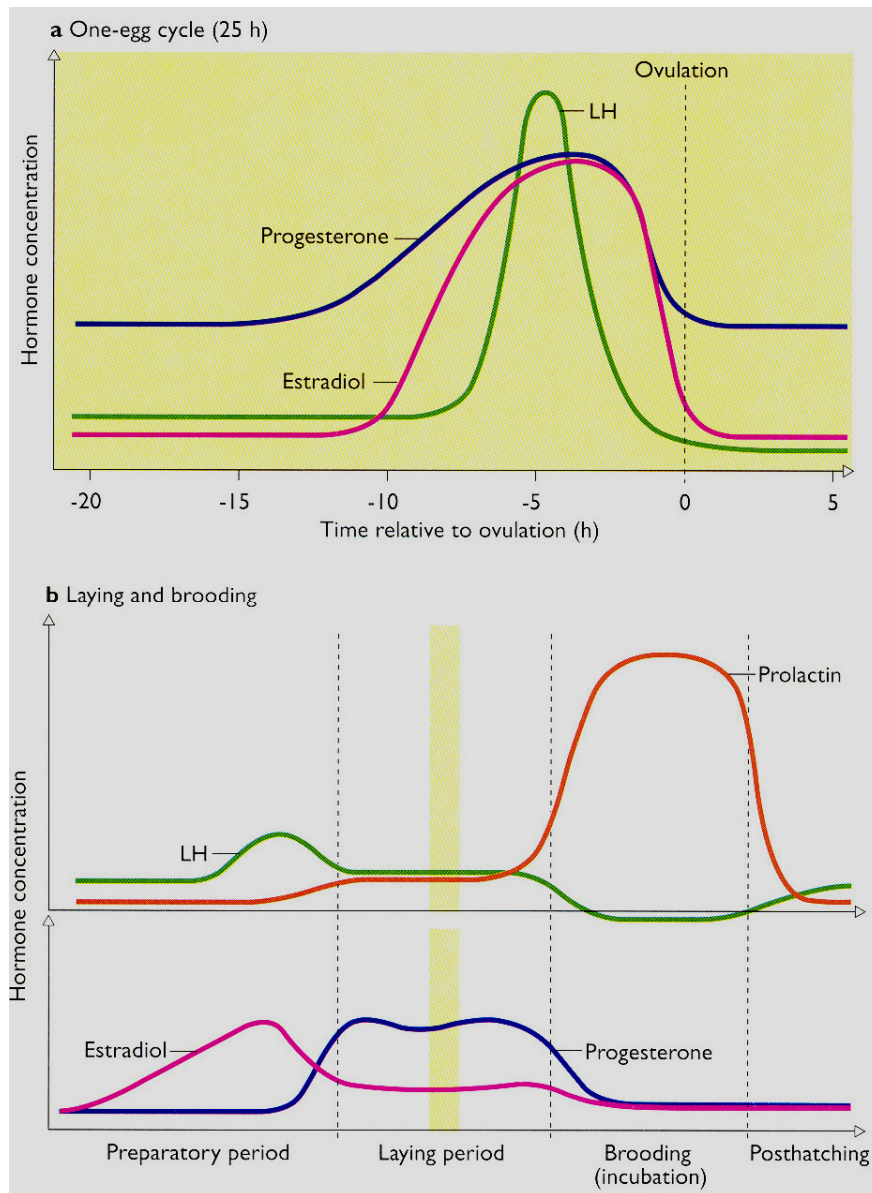 a One-egg cycle (25 h)
Ovulation
LH
Progesterone
Estradiol
Hormone concentration
-20 -15 -10 -5 0 5
Time relative to ovulation (h)
b Laying and brooding
Prolactin
LH
Hormone concentration
Estradiol
Progesterone
Preparatory period Laying period Brooding Posthatching
(incubation)